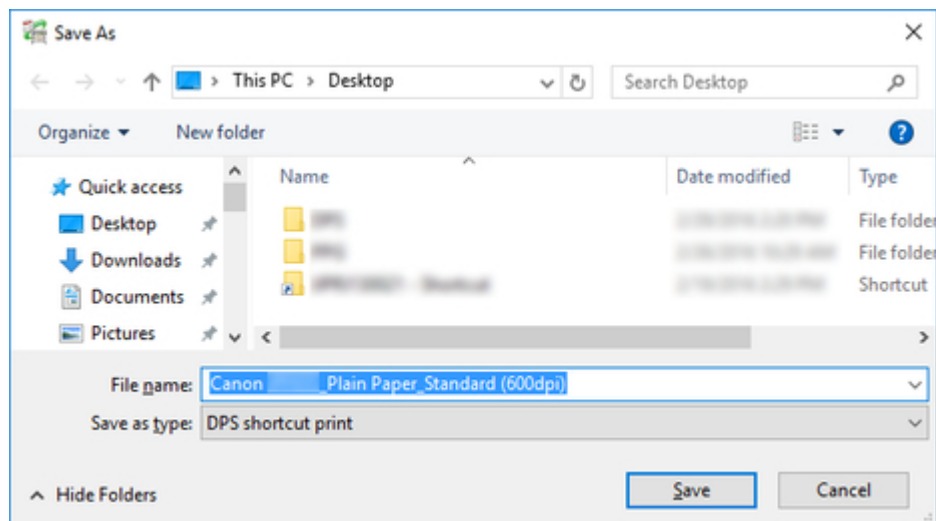 Save As
This PC > Desktop
Search Desktop
Organize
New folder
Quick access
Desktop
Downloads
Documents
Pictures
Name
Date modified
Type
File folder
File folder
Shortcut
File name:
Canon _Plain Paper_Standard (600dpi)
Save as type:
DPS shortcut print
Hide Folders
Save
Cancel